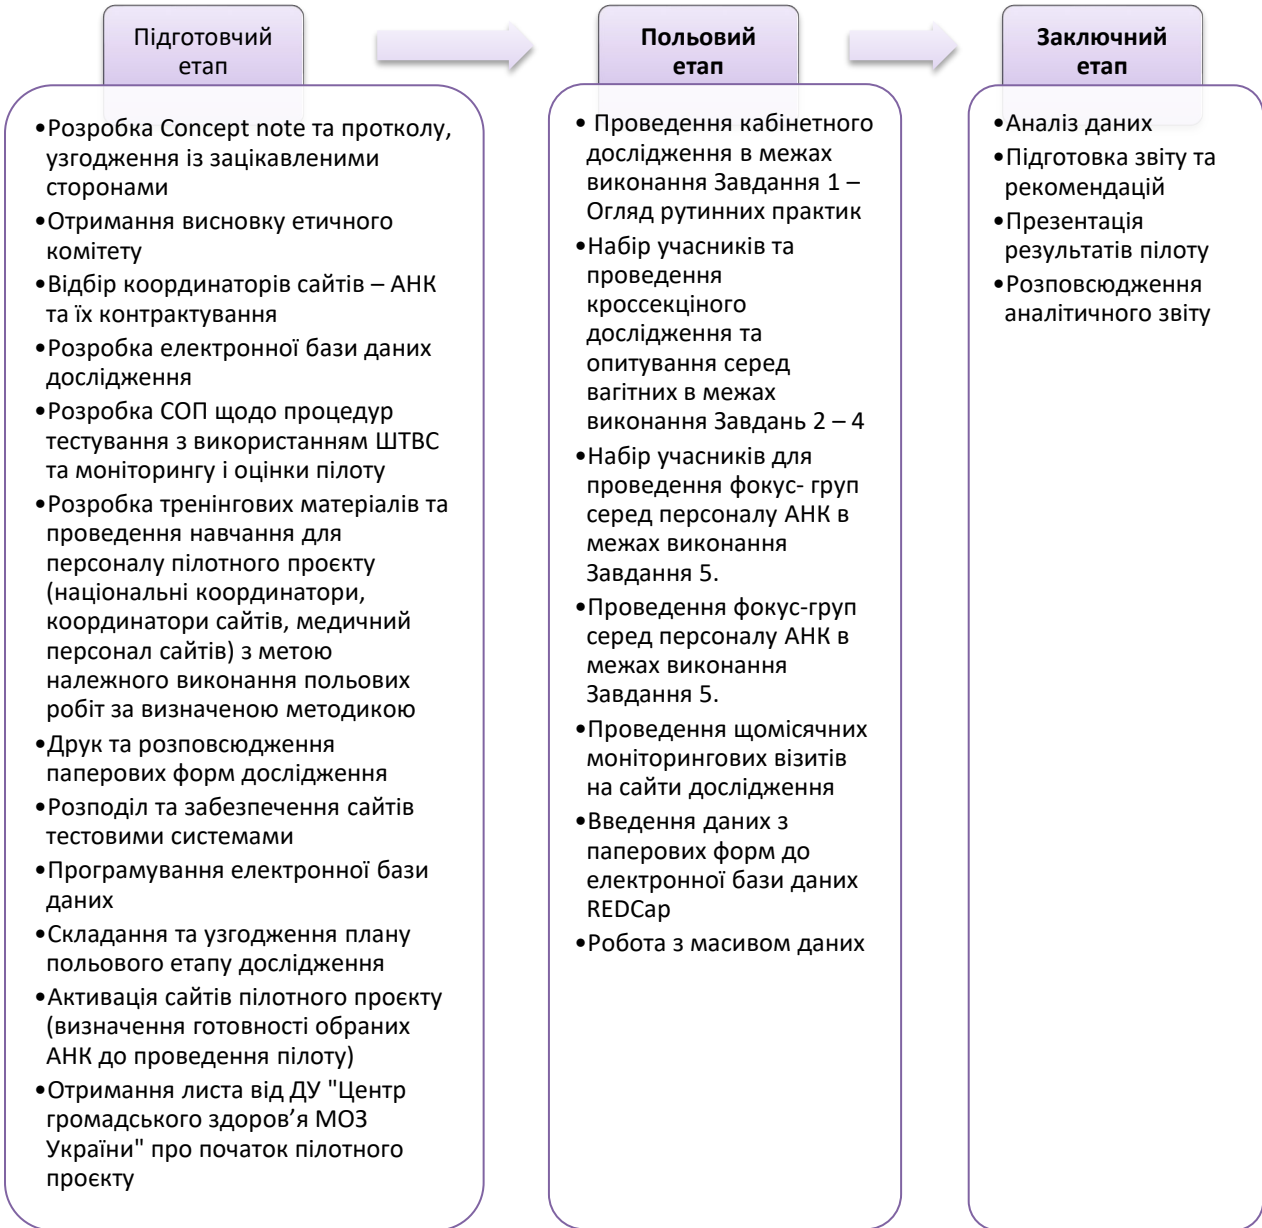 Підготовчий
етап
•Розробка Concept note та протколу,
узгодження із зацікавленими
сторонами
•Отримання висновку етичного
комітету
•Відбір координаторів сайтів – АНК
та їх контрактування
•Розробка електронної бази даних
дослідження
•Розробка СОП щодо процедур
тестування з використанням ШТВС
та моніторингу і оцінки пілоту
•Розробка тренінгових матеріалів та
проведення навчання для
персоналу пілотного проєкту
(національні координатори,
координатори сайтів, медичний
персонал сайтів) з метою
належного виконання польових
робіт за визначеною методикою
•Друк та розповсюдження
паперових форм дослідження
•Розподіл та забезпечення сайтів
тестовими системами
•Програмування електронної бази
даних
•Складання та узгодження плану
польового етапу дослідження
•Активація сайтів пілотного проєкту
(визначення готовності обраних
АНК до проведення пілоту)
•Отримання листа від ДУ "Центр
громадського здоров’я МОЗ
України" про початок пілотного
проєкту
Польовий
етап
• Проведення кабінетного
дослідження в межах
виконання Завдання 1 –
Огляд рутинних практик
•Набір учасників та
проведення
кроссекціного
дослідження та
опитування серед
вагітних в межах
виконання Завдань 2 – 4
•Набір учасників для
проведення фокус- груп
серед персоналу АНК в
межах виконання
Завдання 5.
•Проведення фокус-груп
серед персоналу АНК в
межах виконання
Завдання 5.
•Проведення щомісячних
моніторингових візитів
на сайти дослідження
•Введення даних з
паперових форм до
електронної бази даних
REDCap
•Робота з масивом даних
Заключний
етап
•Аналіз даних
•Підготовка звіту та
рекомендацій
•Презентація
результатів пілоту
•Розповсюдження
аналітичного звіту